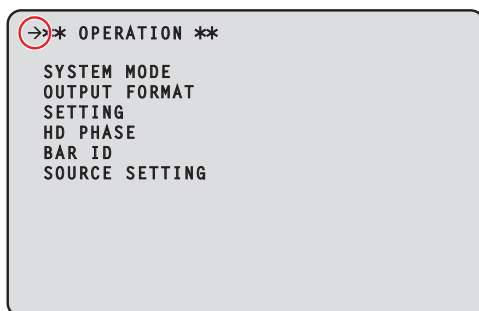 →** OPERATION **
SYSTEM MODE
OUTPUT FORMAT
SETTING
HD PHASE
BAR ID
SOURCE SETTING